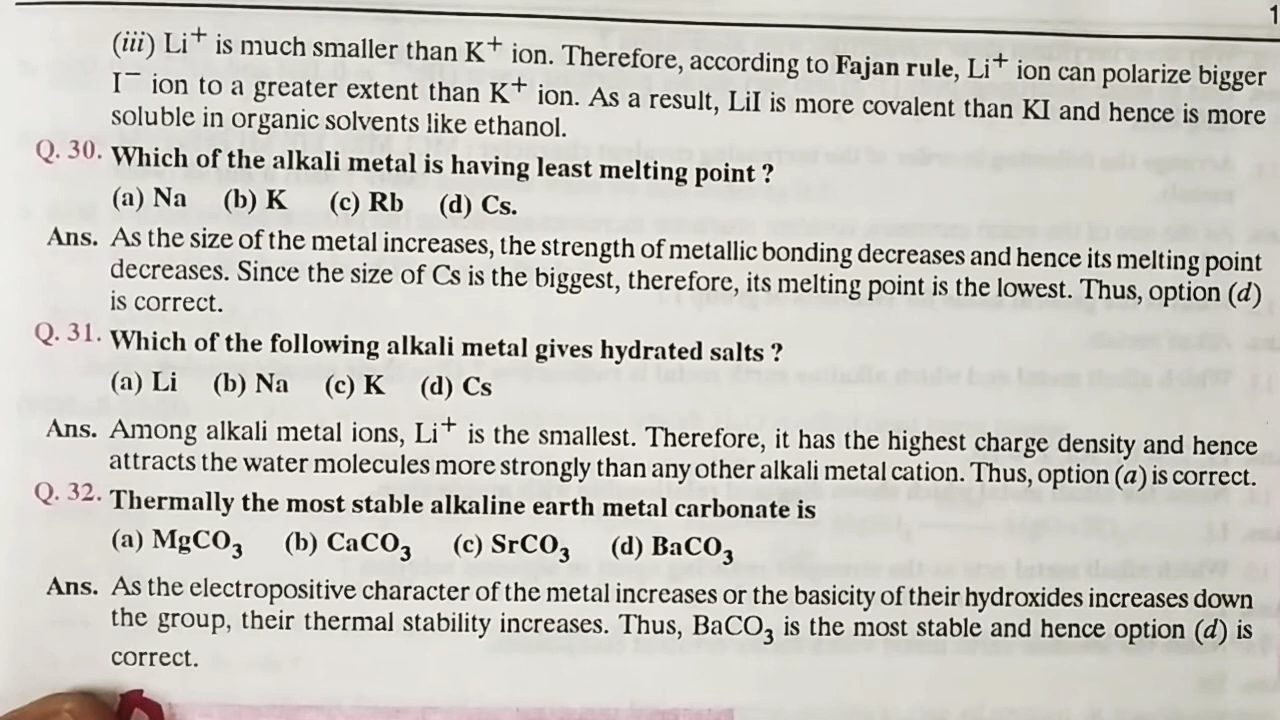 1
(iii) Li⁺ is much smaller than K⁺ ion. Therefore, according to Fajan rule, Li⁺ ion can polarize bigger
I⁻ ion to a greater extent than K⁺ ion. As a result, LiI is more covalent than KI and hence is more
soluble in organic solvents like ethanol.
Q. 30. Which of the alkali metal is having least melting point ?
(a) Na (b) K (c) Rb (d) Cs.
Ans. As the size of the metal increases, the strength of metallic bonding decreases and hence its melting point
decreases. Since the size of Cs is the biggest, therefore, its melting point is the lowest. Thus, option (d)
is correct.
Q. 31. Which of the following alkali metal gives hydrated salts ?
(a) Li (b) Na (c) K (d) Cs
Ans. Among alkali metal ions, Li⁺ is the smallest. Therefore, it has the highest charge density and hence
attracts the water molecules more strongly than any other alkali metal cation. Thus, option (a) is correct.
Q. 32. Thermally the most stable alkaline earth metal carbonate is
(a) MgCO₃ (b) CaCO₃ (c) SrCO₃ (d) BaCO₃
Ans. As the electropositive character of the metal increases or the basicity of their hydroxides increases down
the group, their thermal stability increases. Thus, BaCO₃ is the most stable and hence option (d) is
correct.